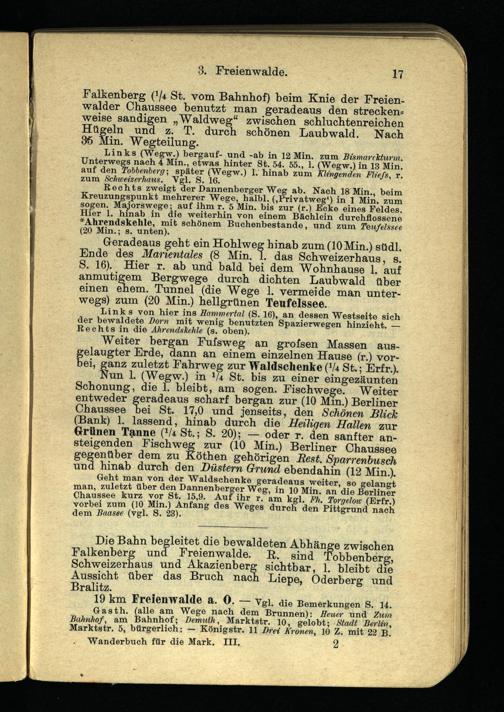 3. Freienwalde. 17
Falkenberg (¹/₄ St. vom Bahnhof) beim Knie der Freien-
walder Chaussee benutzt man geradeaus den strecken-
weise sandigen „Waldweg“ zwischen schluchtenreichen
Hügeln und z. T. durch schönen Laubwald. Nach
35 Min. Wegteilung.
Links (Wegw.) bergauf- und -ab in 12 Min. zum Bismarckturm.
Unterwegs nach 4 Min., etwas hinter St. 54. 55., l. (Wegw.) in 13 Min.
auf den Tobbenberg; später (Wegw.) l. hinab zum Klingenden Fließs, r.
zum Schweizerhaus. Vgl. S. 16.
Rechts zweigt der Dannenberger Weg ab. Nach 18 Min., beim
Kreuzungspunkt mehrerer Wege, halbl. (‚Privatweg‘) in 1 Min. zum
sogen. Majorswege; auf ihm r. 5 Min. bis zur (r.) Ecke eines Feldes.
Hier l. hinab in die weiterhin von einem Bächlein durchflossene
*Ahrendskehle, mit schönem Buchenbestande, und zum Teufelssee
(20 Min.; s. unten).
Geradeaus geht ein Hohlweg hinab zum (10 Min.) südl.
Ende des Marientales (8 Min. l. das Schweizerhaus, s.
S. 16). Hier r. ab und bald bei dem Wohnhause l. auf
anmutigem Bergwege durch dichten Laubwald über
einen ehem. Tunnel (die Wege l. vermeide man unter-
wegs) zum (20 Min.) hellgrünen Teufelssee.
Links von hier ins Hammertal (S. 16), an dessen Westseite sich
der bewaldete Dorn mit wenig benutzten Spazierwegen hinzieht. —
Rechts in die Ahrendskehle (s. oben).
Weiter bergan Fufsweg an grofsen Massen aus-
gelaugter Erde, dann an einem einzelnen Hause (r.) vor-
bei, ganz zuletzt Fahrweg zur Waldschenke (¹/₄ St.; Erfr.).
Nun l. (Wegw.) in ¹/₄ St. bis zu einer eingezäunten
Schonung, die l. bleibt, am sogen. Fischwege. Weiter
entweder geradeaus scharf bergan zur (10 Min.) Berliner
Chaussee bei St. 17,0 und jenseits, den Schönen Blick
(Bank) l. lassend, hinab durch die Heiligen Hallen zur
Grünen Tanne (¹/₄ St.; S. 20); — oder r. den sanfter an-
steigenden Fischweg zur (10 Min.) Berliner Chaussee
gegenüber dem zu Köthen gehörigen Rest. Sparrenbusch
und hinab durch den Düstern Grund ebendahin (12 Min.).
Geht man von der Waldschenke geradeaus weiter, so gelangt
man, zuletzt über den Dannenberger Weg, in 10 Min. an die Berliner
Chaussee kurz vor St. 15,9. Auf ihr r. am kgl. Fh. Torgelow (Erfr.)
vorbei zum (10 Min.) Anfang des Weges durch den Pittgrund nach
dem Baasee (vgl. S. 23).
Die Bahn begleitet die bewaldeten Abhänge zwischen
Falkenberg und Freienwalde. R. sind Tobbenberg,
Schweizerhaus und Akazienberg sichtbar, l. bleibt die
Aussicht über das Bruch nach Liepe, Oderberg und
Bralitz.
19 km Freienwalde a. O. — Vgl. die Bemerkungen S. 14.
Gasth. (alle am Wege nach dem Brunnen): Heuer und Zum
Bahnhof, am Bahnhof; Demuth, Marktstr. 10, gelobt; Stadt Berlin,
Marktstr. 5, bürgerlich; — Königstr. 11 Drei Kronen, 10 Z. mit 22 B.
Wanderbuch für die Mark. III. 2